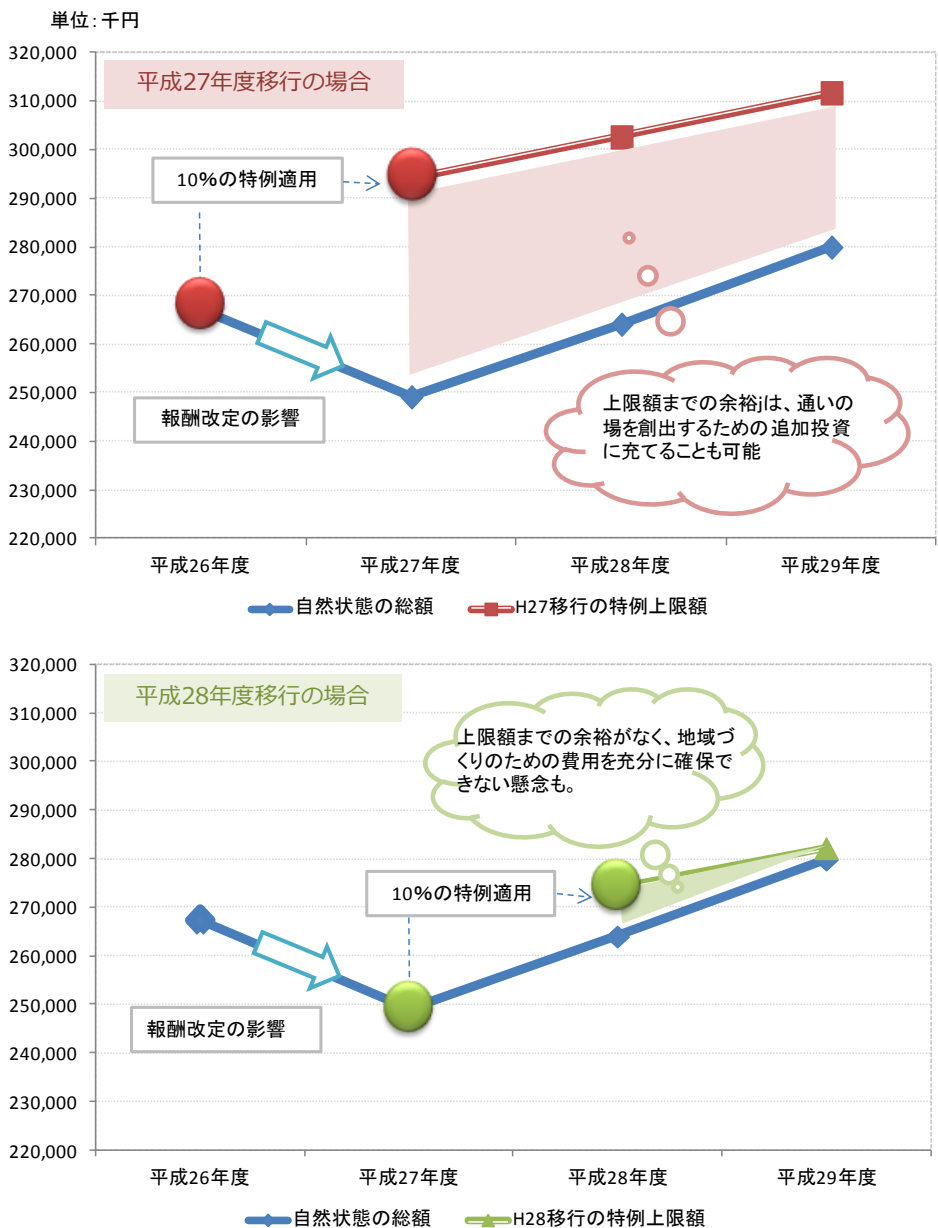 単位:千円
320,000
平成27年度移行の場合
310,000
300,000
10%の特例適用
290,000
280,000
270,000
260,000
250,000
報酬改定の影響
240,000
上限額までの余裕jは、通いの
場を創出するための追加投資
に充てることも可能
230,000
220,000
平成26年度 平成27年度 平成28年度 平成29年度
自然状態の総額 H27移行の特例上限額
320,000
平成28年度移行の場合
310,000
上限額までの余裕がなく、地域づ
くりのための費用を充分に確保で
きない懸念も。
300,000
290,000
280,000
10%の特例適用
270,000
260,000
250,000
報酬改定の影響
240,000
230,000
220,000
平成26年度 平成27年度 平成28年度 平成29年度
自然状態の総額 H28移行の特例上限額